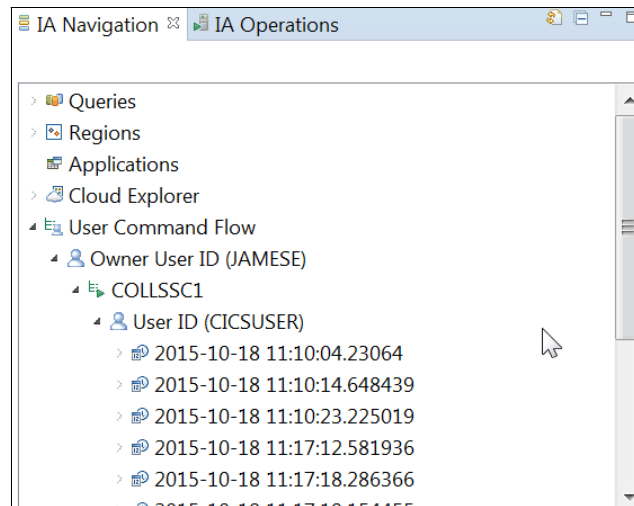 IA Navigation IA Operations
Queries
Regions
Applications
Cloud Explorer
User Command Flow
Owner User ID (JAMESE)
COLLSSC1
User ID (CICSUSER)
2015-10-18 11:10:04.23064
2015-10-18 11:10:14.648439
2015-10-18 11:10:23.225019
2015-10-18 11:17:12.581936
2015-10-18 11:17:18.286366